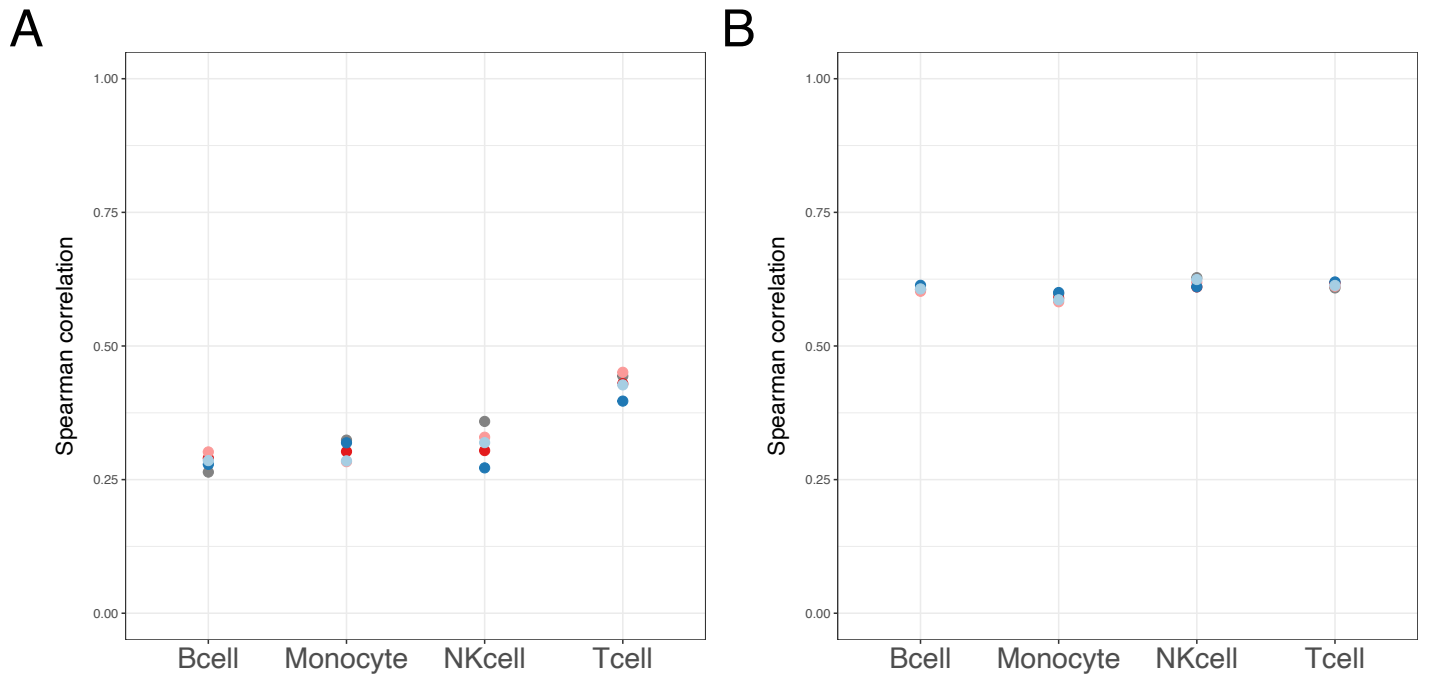 A
Spearman correlation
1.00
0.75
0.50
0.25
0.00
Bcell Monocyte NKcell Tcell
B
Spearman correlation
1.00
0.75
0.50
0.25
0.00
Bcell Monocyte NKcell Tcell